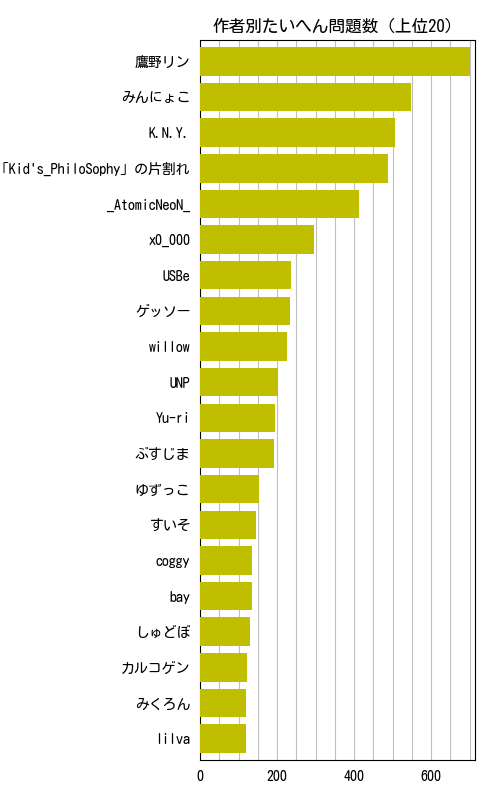 作者別たいへん問題数 (上位20)
鷹野リン
みんにょこ
K.N.Y.
「Kid's_PhiloSophy」の片割れ
_AtomicNeoN_
x0_000
USBe
ゲッソー
willow
UNP
Yu-ri
ぶすじま
ゆずっこ
すいそ
coggy
bay
しゅどぼ
カルコゲン
みくろん
lilva
0 200 400 600